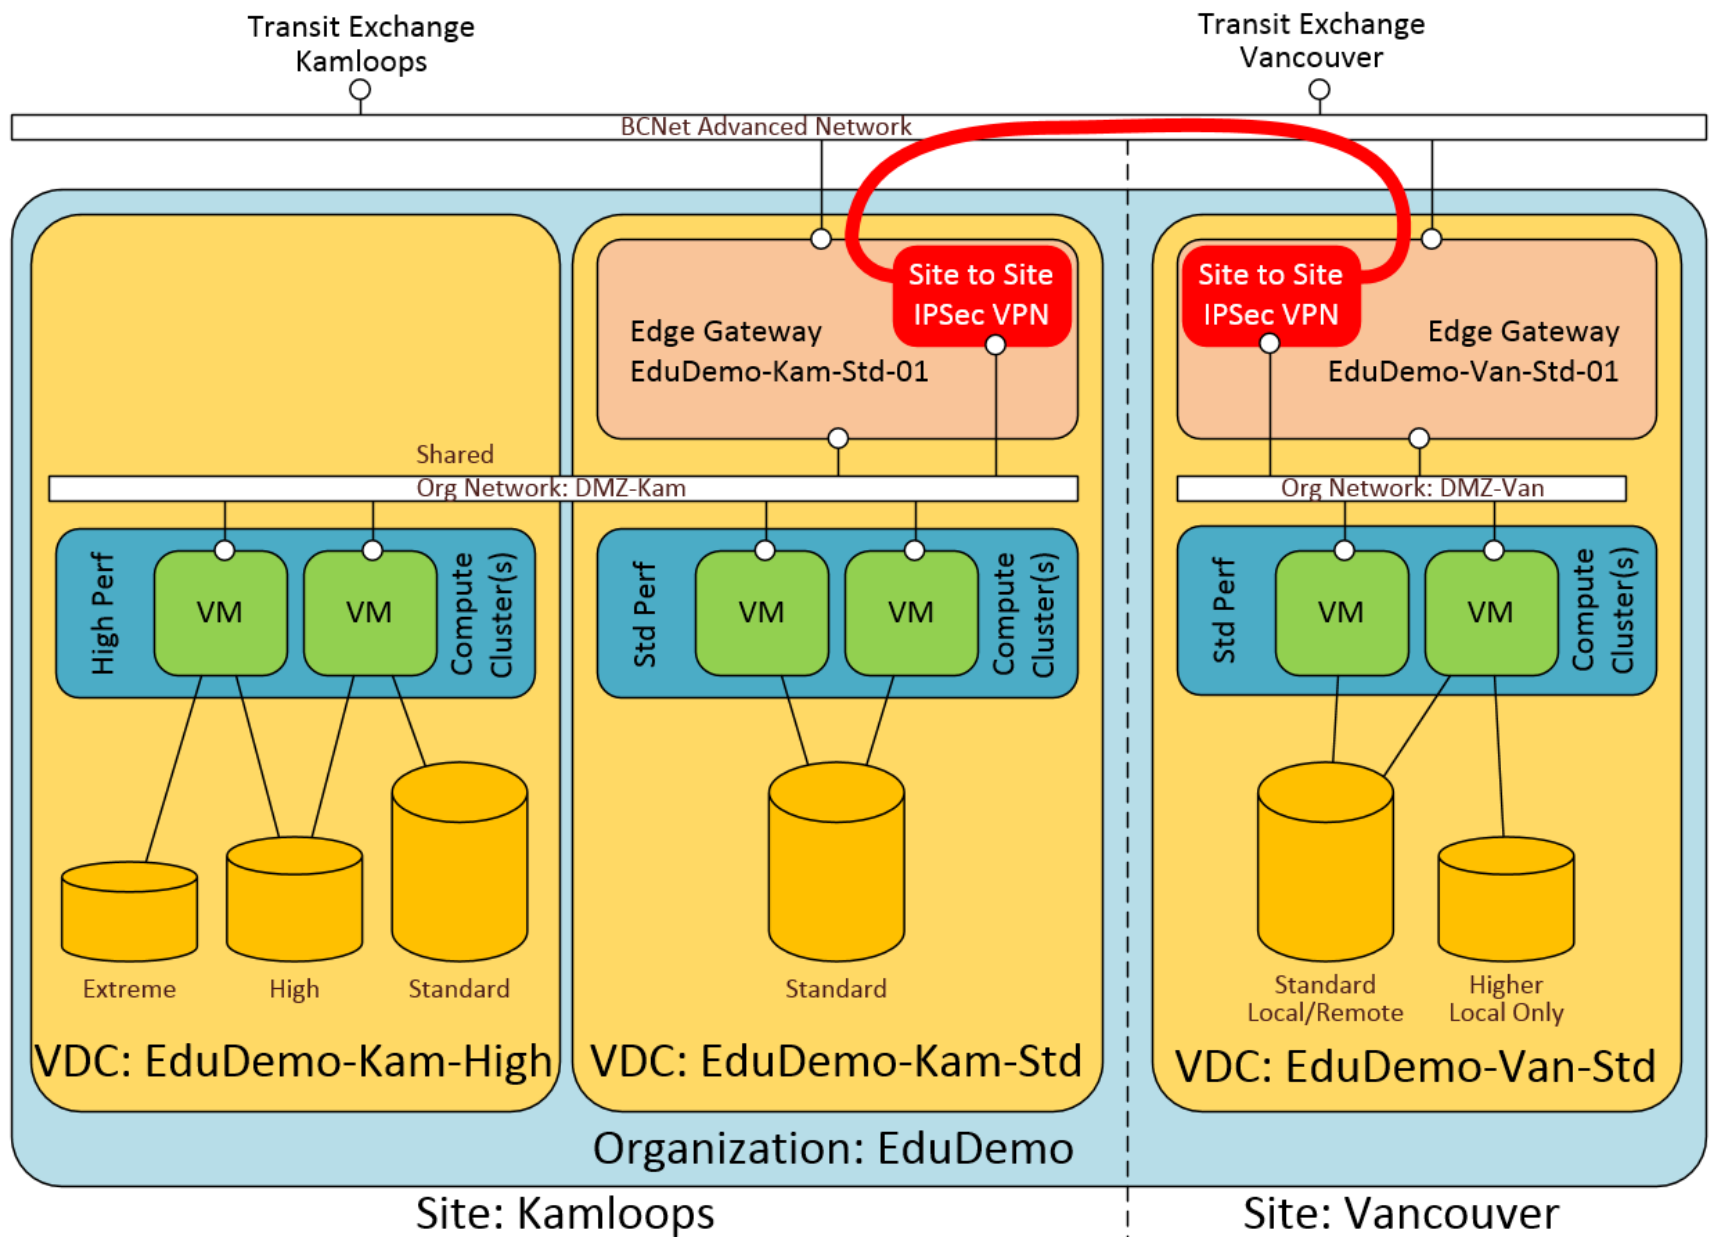 Transit Exchange
Kamloops
Transit Exchange
Vancouver
BCNet Advanced Network
Site to Site
IPSec VPN
Edge Gateway
EduDemo-Kam-Std-01
Site to Site
IPSec VPN
Edge Gateway
EduDemo-Van-Std-01
Shared
Org Network: DMZ-Kam
Org Network: DMZ-Van
High Perf
VM
VM
Compute
Cluster(s)
Std Perf
VM
VM
Compute
Cluster(s)
Std Perf
VM
VM
Compute
Cluster(s)
Extreme
High
Standard
Standard
Standard
Local/Remote
Higher
Local Only
VDC: EduDemo-Kam-High
VDC: EduDemo-Kam-Std
VDC: EduDemo-Van-Std
Organization: EduDemo
Site: Kamloops
Site: Vancouver